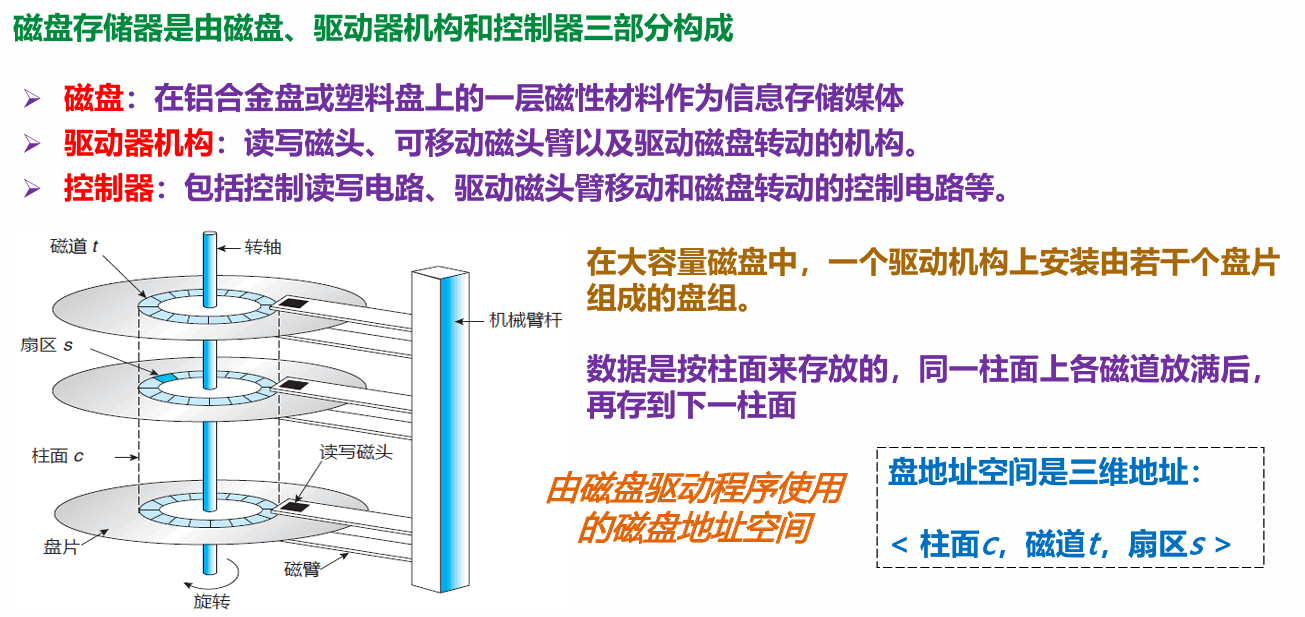 磁盘存储器是由磁盘、驱动器机构和控制器三部分构成
➢ 磁盘：在铝合金盘或塑料盘上的一层磁性材料作为信息存储媒体
➢ 驱动器机构：读写磁头、可移动磁头臂以及驱动磁盘转动的机构。
➢ 控制器：包括控制读写电路、驱动磁头臂移动和磁盘转动的控制电路等。
磁道 t
转轴
机械臂杆
扇区 s
柱面 c
读写磁头
盘片
磁臂
旋转
在大容量磁盘中，一个驱动机构上安装由若干个盘片
组成的盘组。
数据是按柱面来存放的，同一柱面上各磁道放满后，
再存到下一柱面
由磁盘驱动程序使用
的磁盘地址空间
盘地址空间是三维地址：
< 柱面c，磁道t，扇区s >